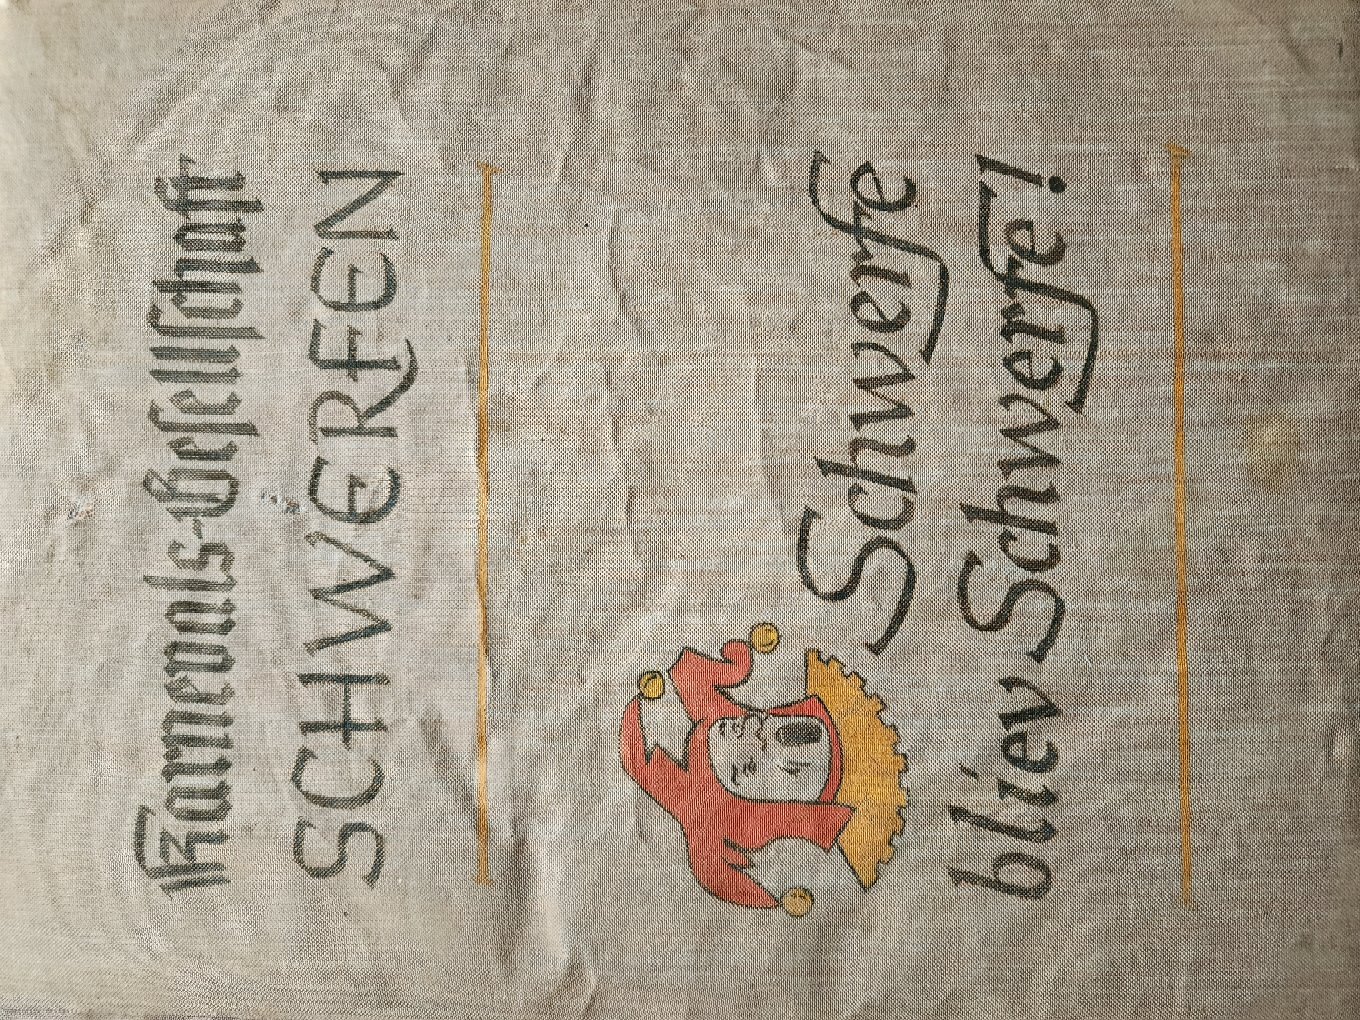 Karnevals-Gesellschaft
SCHWERFEN
Schwerfe
bliev Schwerfe!